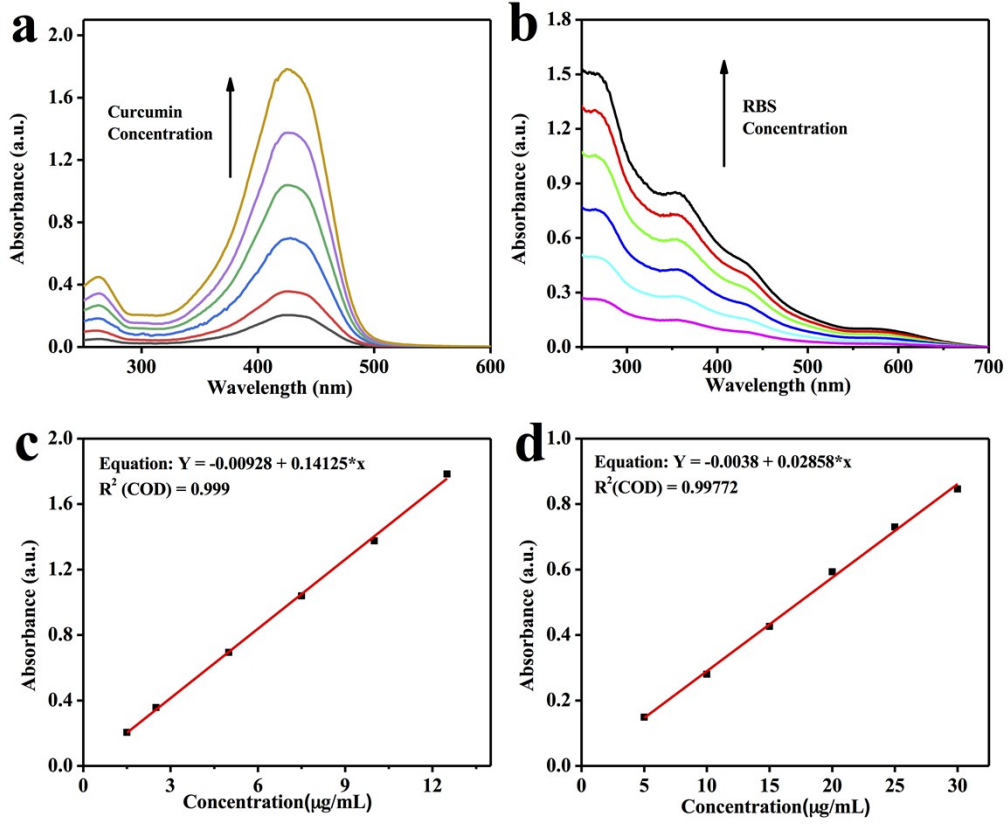 a
2.0
1.6
1.2
0.8
0.4
0.0
Absorbance (a.u.)
Curcumin
Concentration
300
400
500
600
Wavelength (nm)
b
1.8
1.5
1.2
0.9
0.6
0.3
0.0
Absorbance (a.u.)
RBS
Concentration
300
400
500
600
700
Wavelength (nm)
c
2.0
1.6
1.2
0.8
0.4
0.0
Absorbance (a.u.)
Equation: Y = -0.00928 + 0.14125*x
R² (COD) = 0.999
0
3
6
9
12
Concentration(μg/mL)
d
1.0
0.8
0.6
0.4
0.2
0.0
Absorbance (a.u.)
Equation: Y = -0.0038 + 0.02858*x
R²(COD) = 0.99772
0
5
10
15
20
25
30
Concentration(μg/mL)